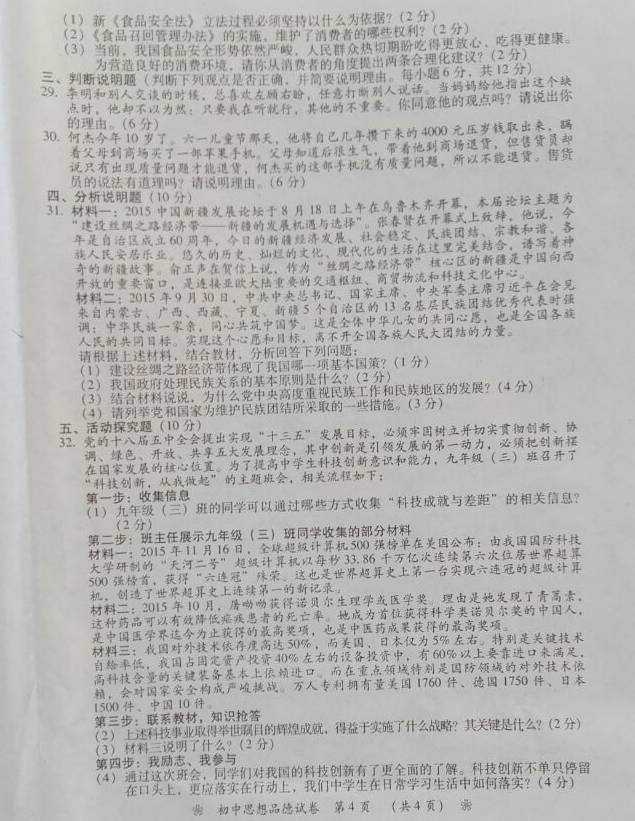 (1) 新《食品安全法》立法过程必须坚持以什么为依据?(2分)
(2)《食品召回管理办法》的实施,维护了消费者的哪些权利?(2分)
(3) 当前,我国食品安全形势依然严峻,人民群众热切期盼吃得更放心、吃得更健康。
为营造良好的消费环境,请你从消费者的角度提出两条合理化建议?(2分)
三、判断说明题(判断下列观点是否正确,并简要说明理由。每小题6分,共12分)
29. 李明和别人交谈的时候,总喜欢左顾右盼,任意打断别人说话。当妈妈给他指出这个缺
点时,他却不以为然:只要我在听就行,其他的不重要。你同意他的观点吗?请说出你
的理由。(6分)
30. 何杰今年10岁了。六一儿童节那天,他将自己几年攒下来的4000元压岁钱取出来,瞒
着父母到商场买了一部苹果手机。父母知道后很生气,带着他到商场退货,但售货员却
说只有出现质量问题才能退货,何杰买的这部手机没有质量问题,所以不能退货。售货
员的说法有道理吗?请说明理由。(6分)
四、分析说明题(10分)
31. 材料一:2015中国新疆发展论坛于8月18日上午在乌鲁木齐开幕,本届论坛主题为
“建设丝绸之路经济带——新疆的发展机遇与选择”。张春贤在开幕式上致辞,他说,今
年是自治区成立60周年,今日的新疆经济发展、社会稳定、民族团结、宗教和谐、各
族人民安居乐业。悠久的历史、灿烂的文化、现代化的生活在这里完美结合,谱写着神
奇的新疆故事。俞正声在贺信上说,作为“丝绸之路经济带”核心区的新疆是中国向西
开放的重要窗口,是连接亚欧大陆重要的交通枢纽、商贸物流和科技文化中心。
材料二:2015年9月30日,中共中央总书记、国家主席、中央军委主席习近平在会见
来自内蒙古、广西、西藏、宁夏、新疆5个自治区的13名基层民族团结优秀代表时强
调:中华民族一家亲,同心共筑中国梦。这是全体中华儿女的共同心愿,也是全国各族
人民的共同目标。实现这个心愿和目标,离不开全国各族人民大团结的力量。
请根据上述材料,结合教材,分析回答下列问题:
(1) 建设丝绸之路经济带体现了我国哪一项基本国策?(1分)
(2) 我国政府处理民族关系的基本原则是什么?(2分)
(3) 结合材料说说,为什么党中央高度重视民族工作和民族地区的发展?(4分)
(4) 请列举党和国家为维护民族团结所采取的一些措施。(3分)
五、活动探究题(10分)
32. 党的十八届五中全会提出实现“十三五”发展目标,必须牢固树立并切实贯彻创新、协
调、绿色、开放、共享五大发展理念,其中创新是引领发展的第一动力,必须把创新摆
在国家发展的核心位置。为了提高中学生科技创新意识和能力,九年级(三)班召开了
“科技创新,从我做起”的主题班会,相关流程如下:
第一步:收集信息
(1) 九年级(三)班的同学可以通过哪些方式收集“科技成就与差距”的相关信息?
(2分)
第二步:班主任展示九年级(三)班同学收集的部分材料
材料一:2015年11月16日,全球超级计算机500强榜单在美国公布:由我国国防科技
大学研制的“天河二号”超级计算机以每秒33.86千万亿次连续第六次位居世界超算
500强榜首,获得“六连冠”殊荣。这也是世界超算史上第一台实现六连冠的超级计算
机,创造了世界超算史上连续第一的新记录。
材料二:2015年10月,屠呦呦获得诺贝尔生理学或医学奖。理由是她发现了青蒿素,
这种药品可以有效降低疟疾患者的死亡率。她成为首位获得科学类诺贝尔奖的中国人,
是中国医学界迄今为止获得的最高奖项,也是中医药成果获得的最高奖项。
材料三:我国对外技术依存度高达50%,而美国、日本仅为5%左右。特别是关键技术
自给率低,我国占固定资产投资40%左右的设备投资中,有60%以上要靠进口来满足,
高科技含量的关键装备基本上依赖进口。而在重点领域特别是国防领域的对外技术依
赖,会对国家安全构成严峻挑战。万人专利拥有量美国1760件、德国1750件、日本
1500件、中国10件。
第三步:联系教材,知识抢答
(2) 上述科技事业取得举世瞩目的辉煌成就,得益于实施了什么战略?其关键是什么?(2分)
(3) 材料三说明了什么?(2分)
第四步:我励志、我参与
(4) 通过这次班会,同学们对我国的科技创新有了更全面的了解。科技创新不单只停留
在口头上,更应落实在行动上,我们中学生在日常学习生活中如何落实?(4分)
初中思想品德试卷 第4页 (共4页)